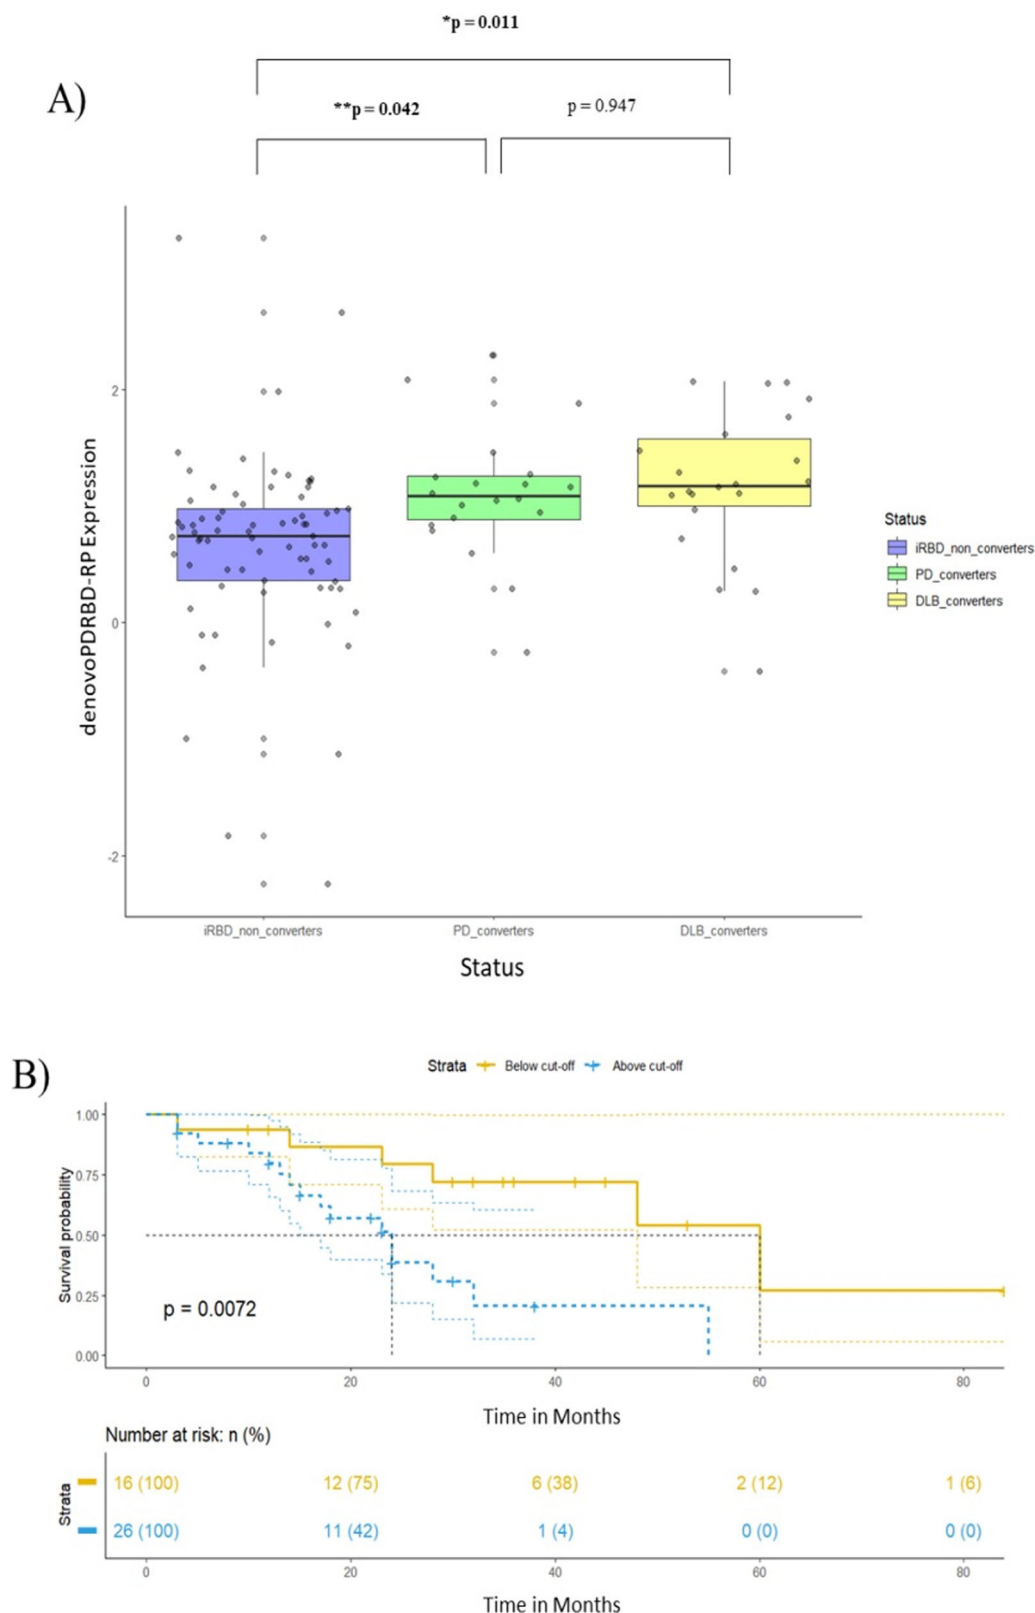 *p = 0.011
A)
**p = 0.042
p = 0.947
denovoPDRBD-RP Expression
2
0
-2
iRBD_non_converters
PD_converters
DLB_converters
Status
Status
iRBD_non_converters
PD_converters
DLB_converters
B)
Strata Below cut-off Above cut-off
Survival probability
1.00
0.75
0.50
0.25
0.00
p = 0.0072
0 20 40 60 80
Time in Months
Number at risk: n (%)
Strata
16 (100) 12 (75) 6 (38) 2 (12) 1 (6)
26 (100) 11 (42) 1 (4) 0 (0) 0 (0)
0 20 40 60 80
Time in Months